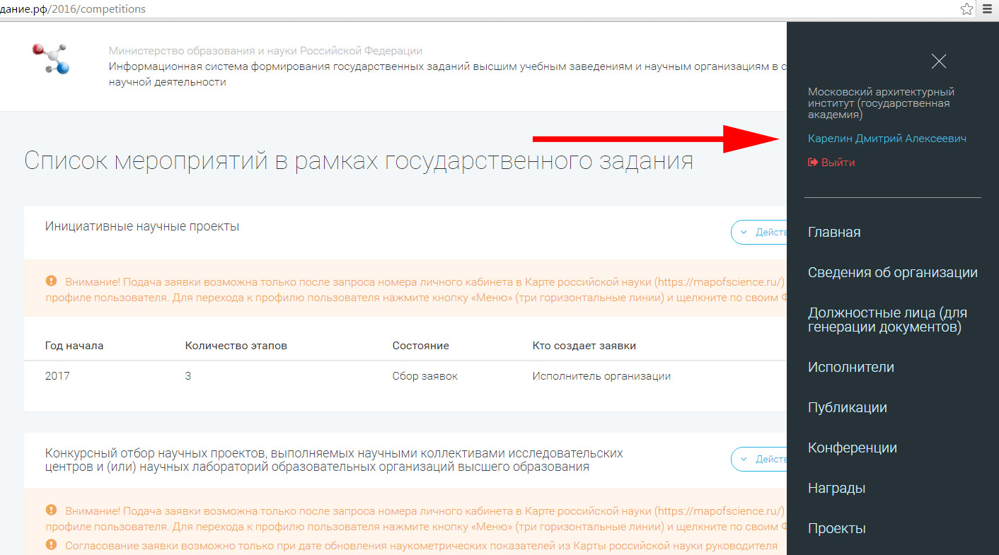 дание.рф/2016/competitions
Министерство образования и науки Российской Федерации
Информационная система формирования государственных заданий высшим учебным заведениям и научным организациям в с
научной деятельности
Список мероприятий в рамках государственного задания
Инициативные научные проекты
Действ
Внимание! Подача заявки возможна только после запроса номера личного кабинета в Карте российской науки (https://mapofscience.ru/)
профиле пользователя. Для перехода к профилю пользователя нажмите кнопку «Меню» (три горизонтальные линии) и щелкните по своим Ф
Год начала Количество этапов Состояние Кто создает заявки
2017 3 Сбор заявок Исполнитель организации
Конкурсный отбор научных проектов, выполняемых научными коллективами исследовательских
центров и (или) научных лабораторий образовательных организаций высшего образования
Действ
Внимание! Подача заявки возможна только после запроса номера личного кабинета в Карте российской науки (https://mapofscience.ru/)
профиле пользователя. Для перехода к профилю пользователя нажмите кнопку «Меню» (три горизонтальные линии) и щелкните по своим Ф
Согласование заявки возможно только при дате обновления наукометрических показателей из Карты российской науки руководителя
Московский архитектурный
институт (государственная
академия)
Карелин Дмитрий Алексеевич
Выйти
Главная
Сведения об организации
Должностные лица (для
генерации документов)
Исполнители
Публикации
Конференции
Награды
Проекты